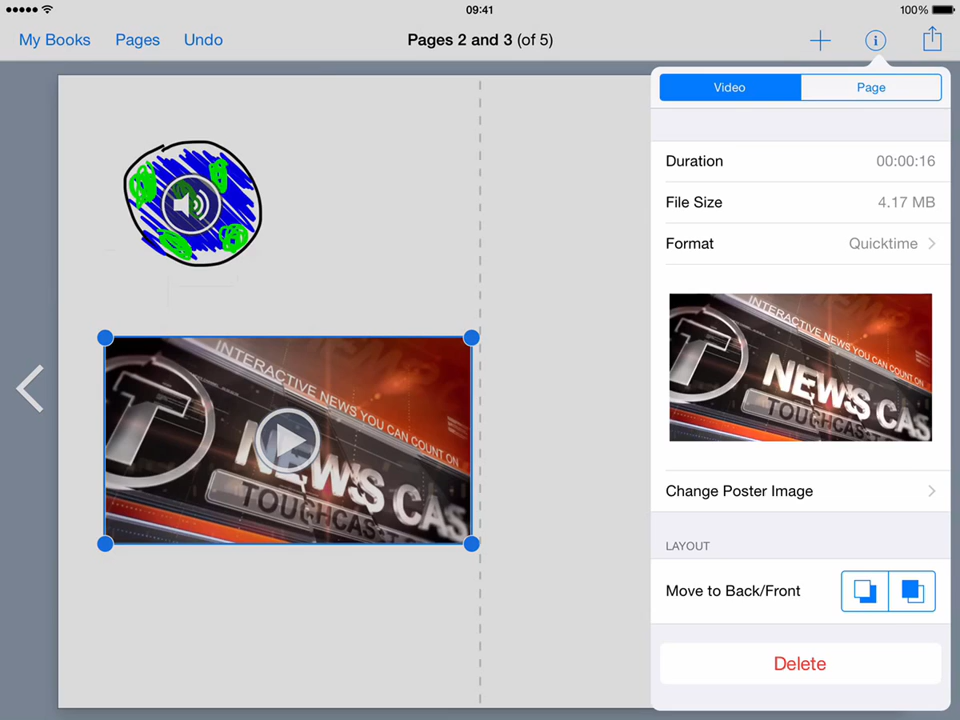 09:41
100%
My Books
Pages
Undo
Pages 2 and 3 (of 5)
Video
Page
Duration
00:00:16
File Size
4.17 MB
Format
Quicktime
INTERACTIVE NEWS YOU CAN COUNT ON
NEWS CAS
TOUCHCAST
Change Poster Image
LAYOUT
Move to Back/Front
Delete
INTERACTIVE NEWS YOU CAN COUNT ON
T
NEWS CAS
TOUCHCAST